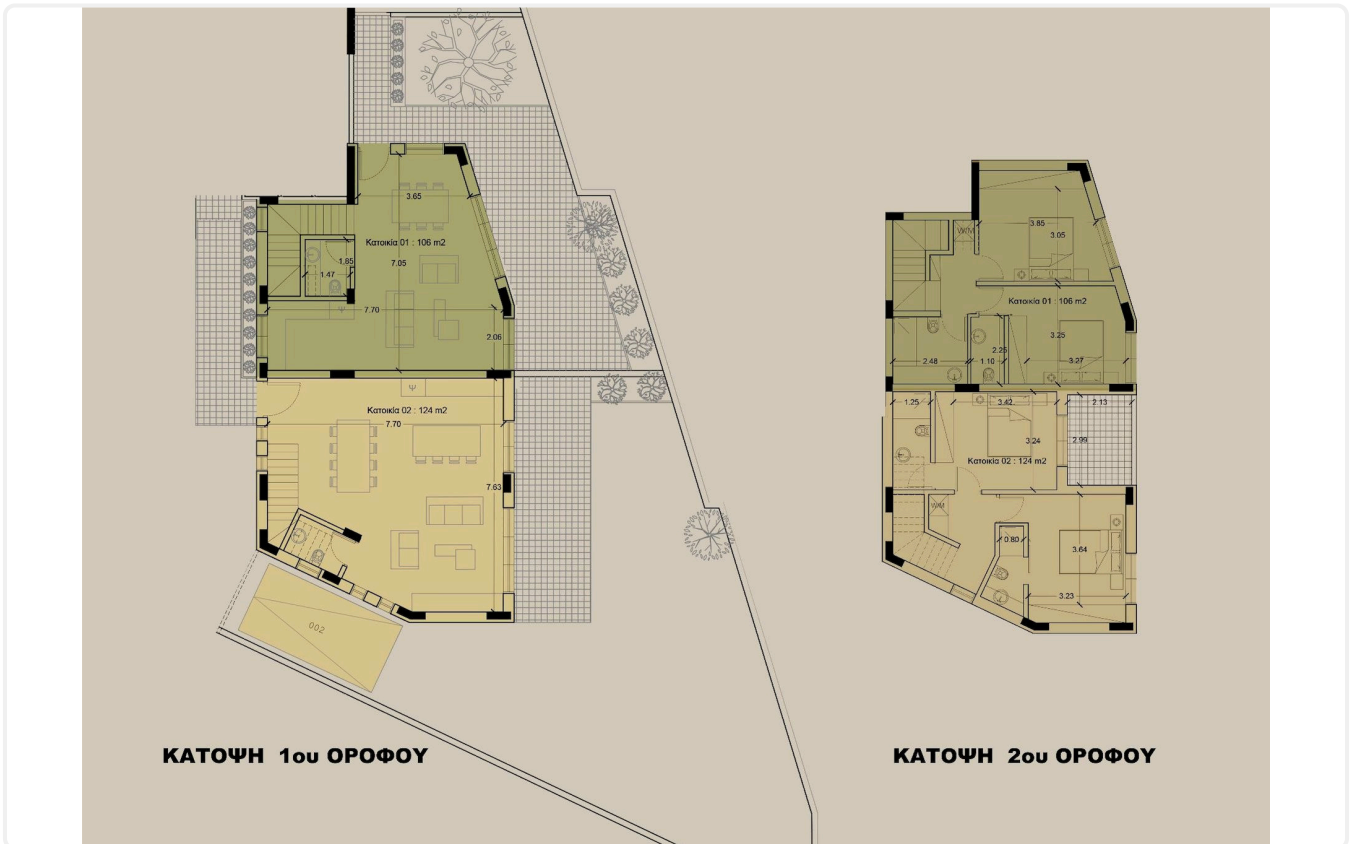 3.65
Κατοικία 01 : 106 m2
1.85
7.05
1.47
Ψ
7.70
2.06
Ψ
Κατοικία 02 : 124 m2
7.70
7.63
002
ΚΑΤΟΨΗ 1ου ΟΡΟΦΟΥ
3.85
W/M
3.05
Κατοικία 01 : 106 m2
3.25
2.25
2.48
1.10
3.27
1.25
3.42
2.13
3.24
2.99
Κατοικία 02 : 124 m2
W/M
0.80
3.64
3.23
ΚΑΤΟΨΗ 2ου ΟΡΟΦΟΥ